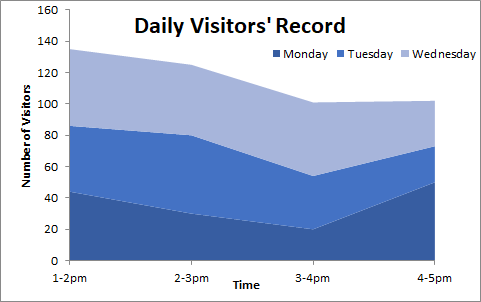 Daily Visitors' Record
Monday Tuesday Wednesday
Number of Visitors
160
140
120
100
80
60
40
20
0
1-2pm 2-3pm 3-4pm 4-5pm
Time